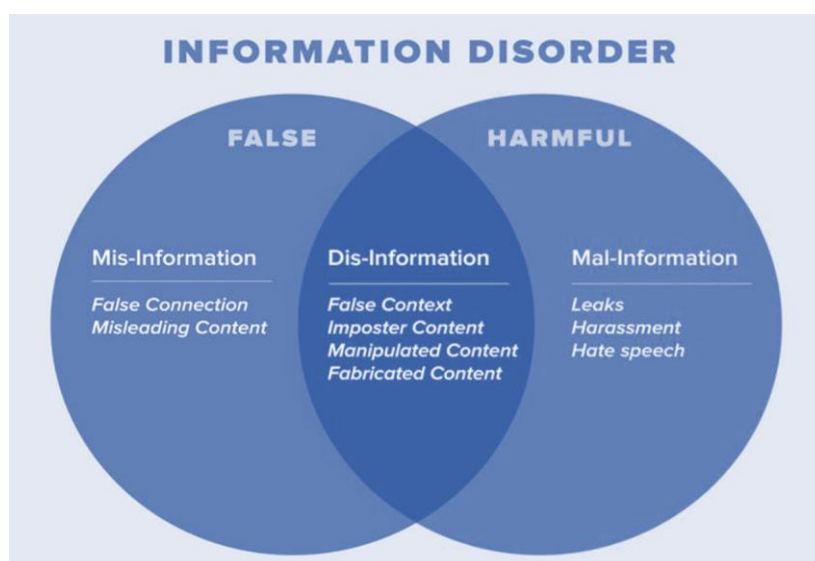 INFORMATION DISORDER
FALSE
HARMFUL
Mis-Information
False Connection
Misleading Content
Dis-Information
False Context
Imposter Content
Manipulated Content
Fabricated Content
Mal-Information
Leaks
Harassment
Hate speech